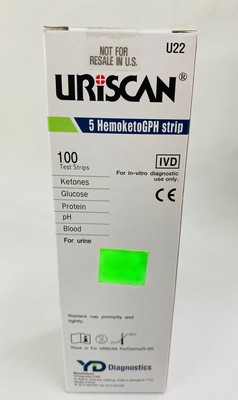 U22
NOT FOR
RESALE IN U.S.
URiSCAN®
5 HemoketoGPH strip
100
Test Strips
IVD
For in-vitro diagnostic
use only.
Ketones
Glucose
Protein
pH
Blood
CE
For urine
Replace cap promptly and
tightly.
YD Diagnostics